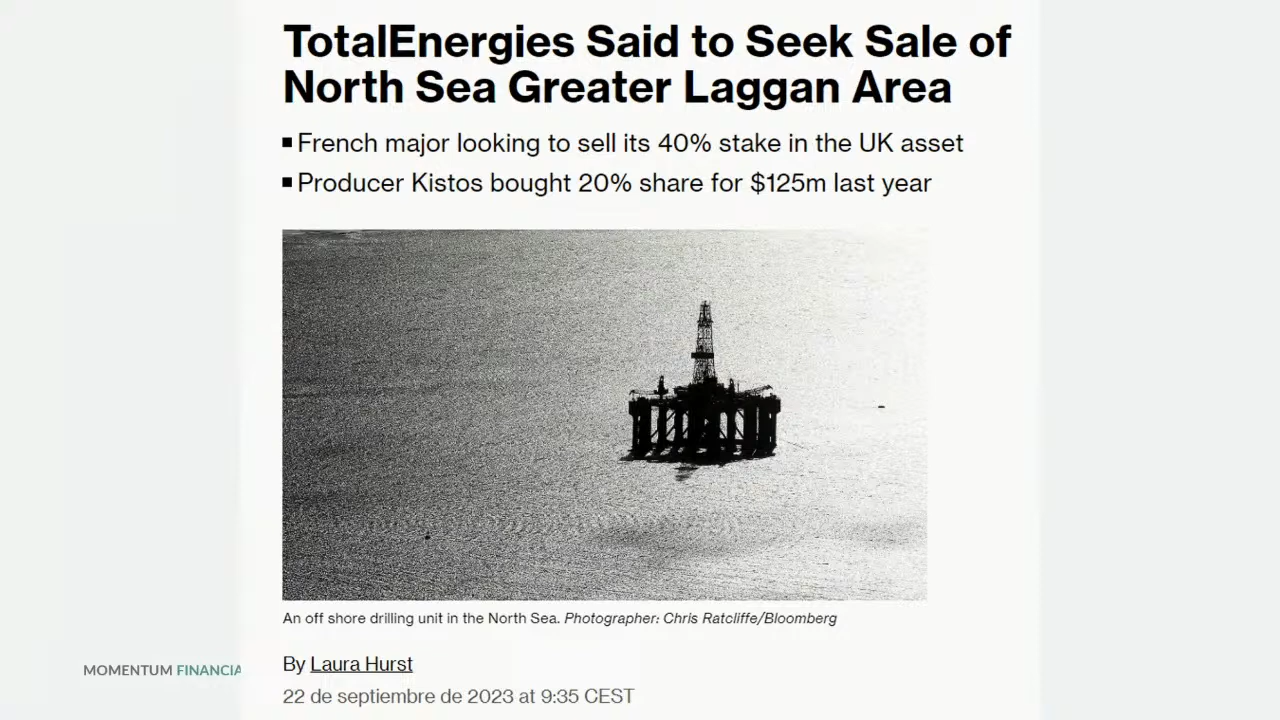 TotalEnergies Said to Seek Sale of
North Sea Greater Laggan Area
French major looking to sell its 40% stake in the UK asset
Producer Kistos bought 20% share for $125m last year
An off shore drilling unit in the North Sea. Photographer: Chris Ratcliffe/Bloomberg
By Laura Hurst
MOMENTUM FINANCIA
22 de septiembre de 2023 at 9:35 CEST